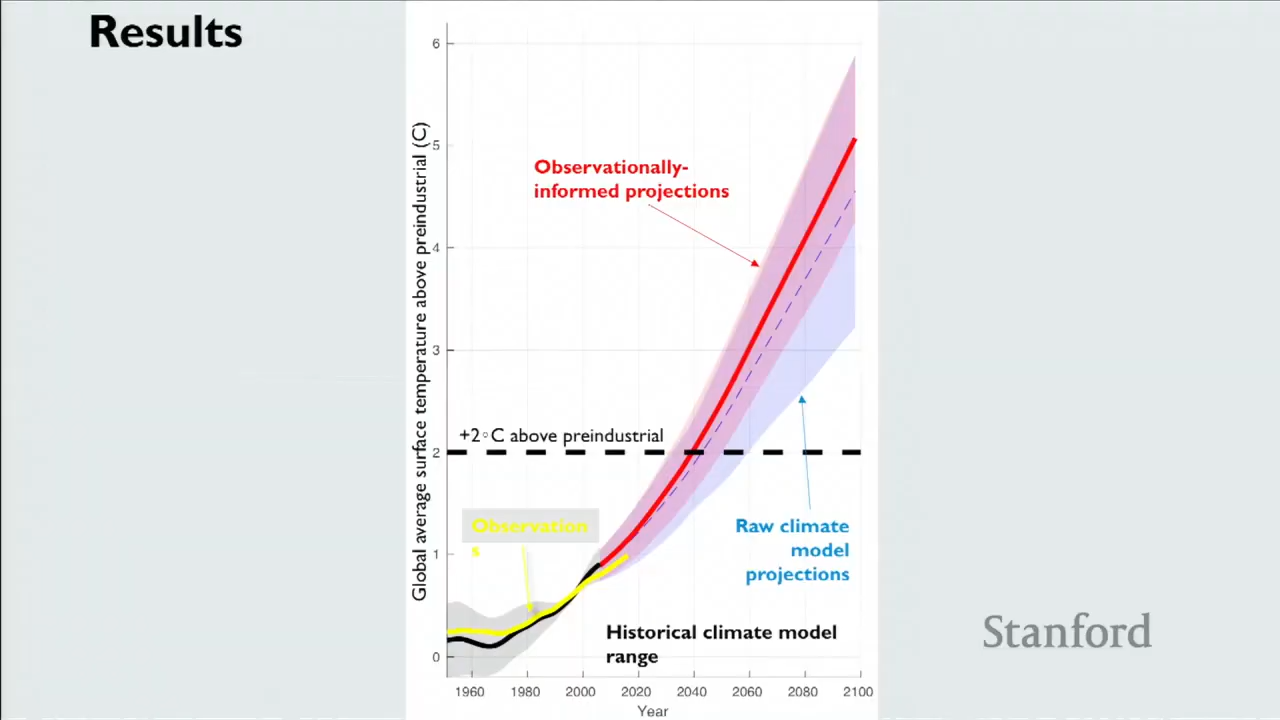 Results
Global average surface temperature above preindustrial (C)
6
5
4
3
2
1
0
Observationally-
informed projections
+2°C above preindustrial
Observation
s
Raw climate
model
projections
Historical climate model
range
Stanford
1960 1980 2000 2020 2040 2060 2080 2100
Year